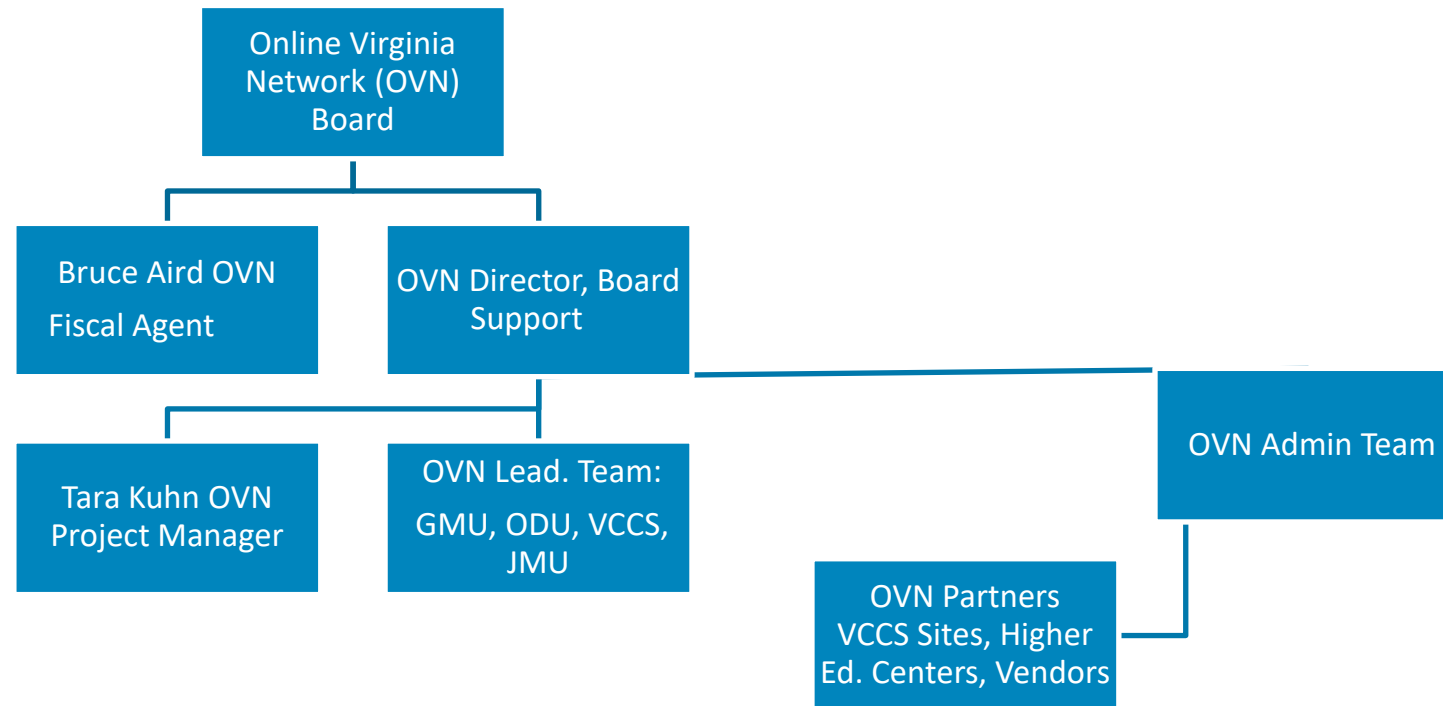 Online Virginia
Network (OVN)
Board
Bruce Aird OVN
Fiscal Agent
OVN Director, Board
Support
Tara Kuhn OVN
Project Manager
OVN Lead. Team:
GMU, ODU, VCCS,
JMU
OVN Admin Team
OVN Partners
VCCS Sites, Higher
Ed. Centers, Vendors